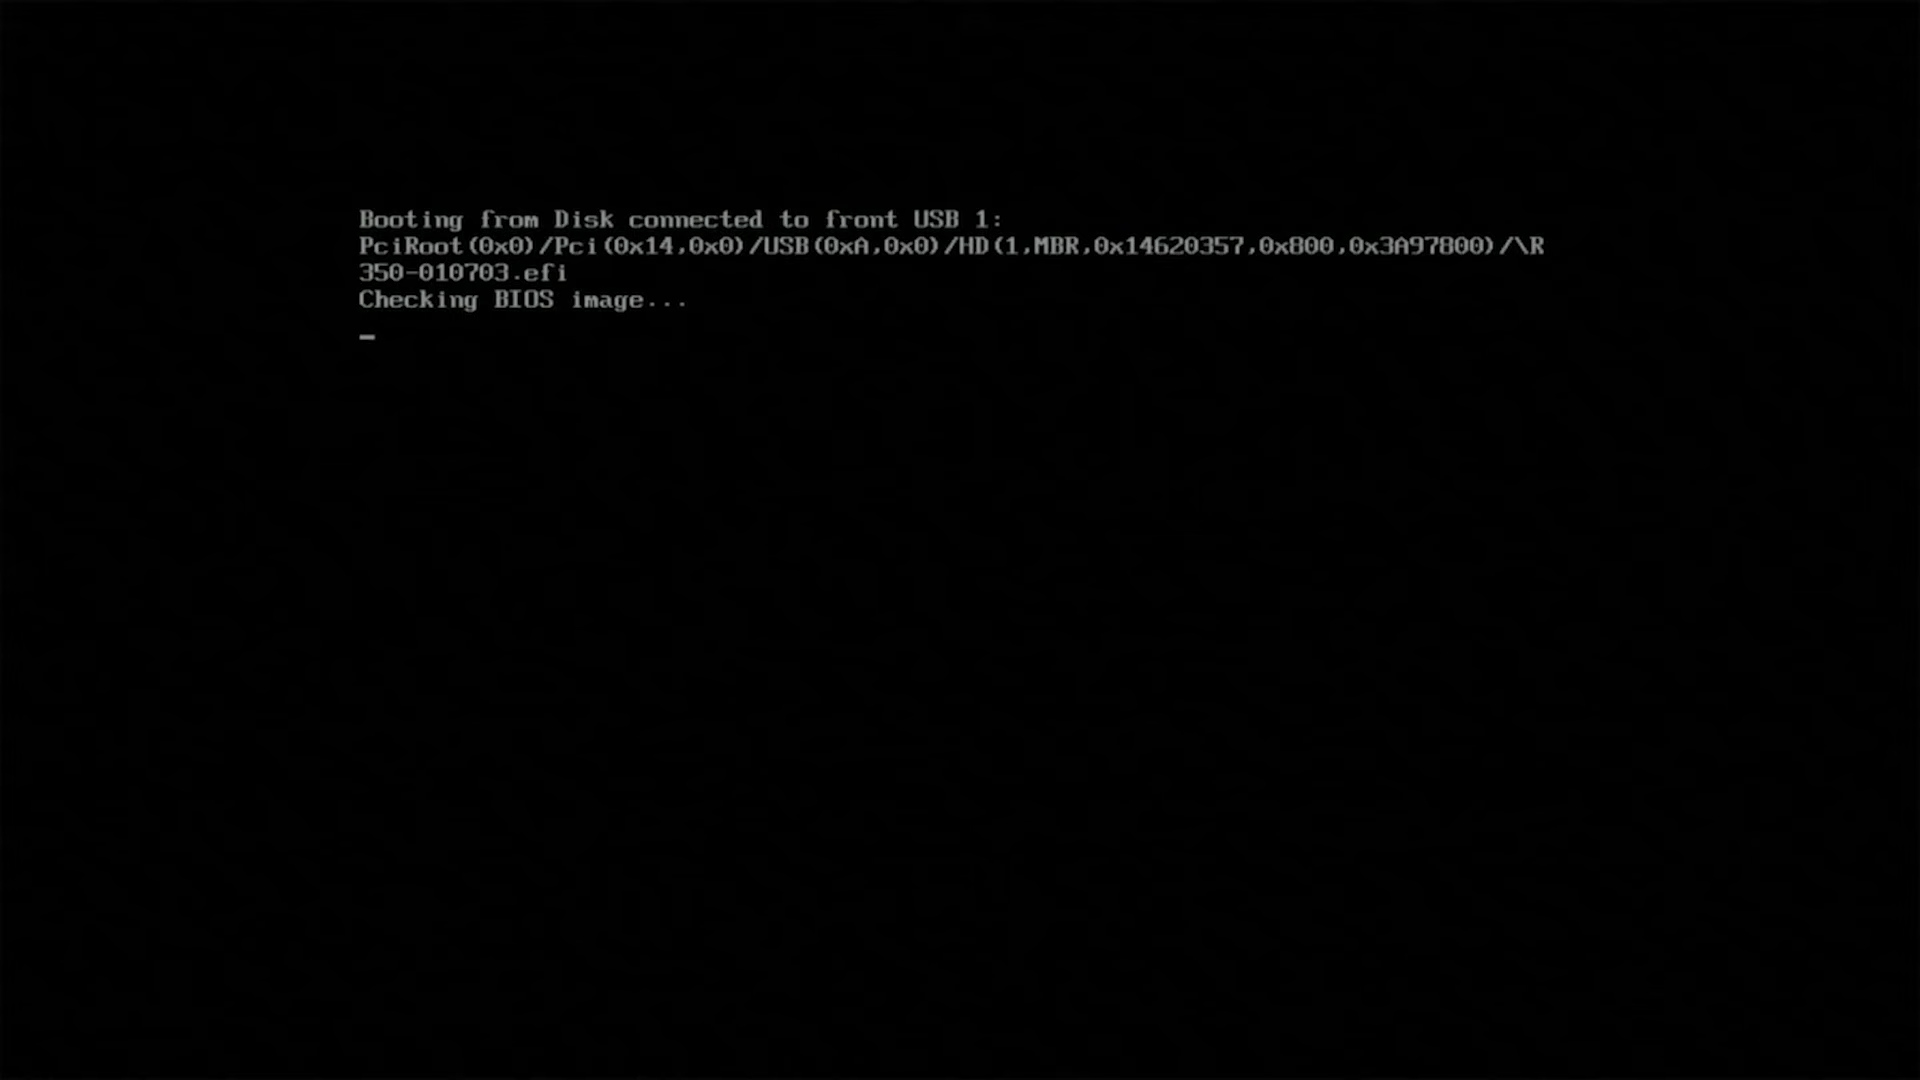 Booting from Disk connected to front USB 1:
PciRoot(0x0)/Pci(0x14,0x0)/USB(0xA,0x0)/HD(1,MBR,0x14620357,0x800,0x3A97800)/\R
350-010703.efi
Checking BIOS image...